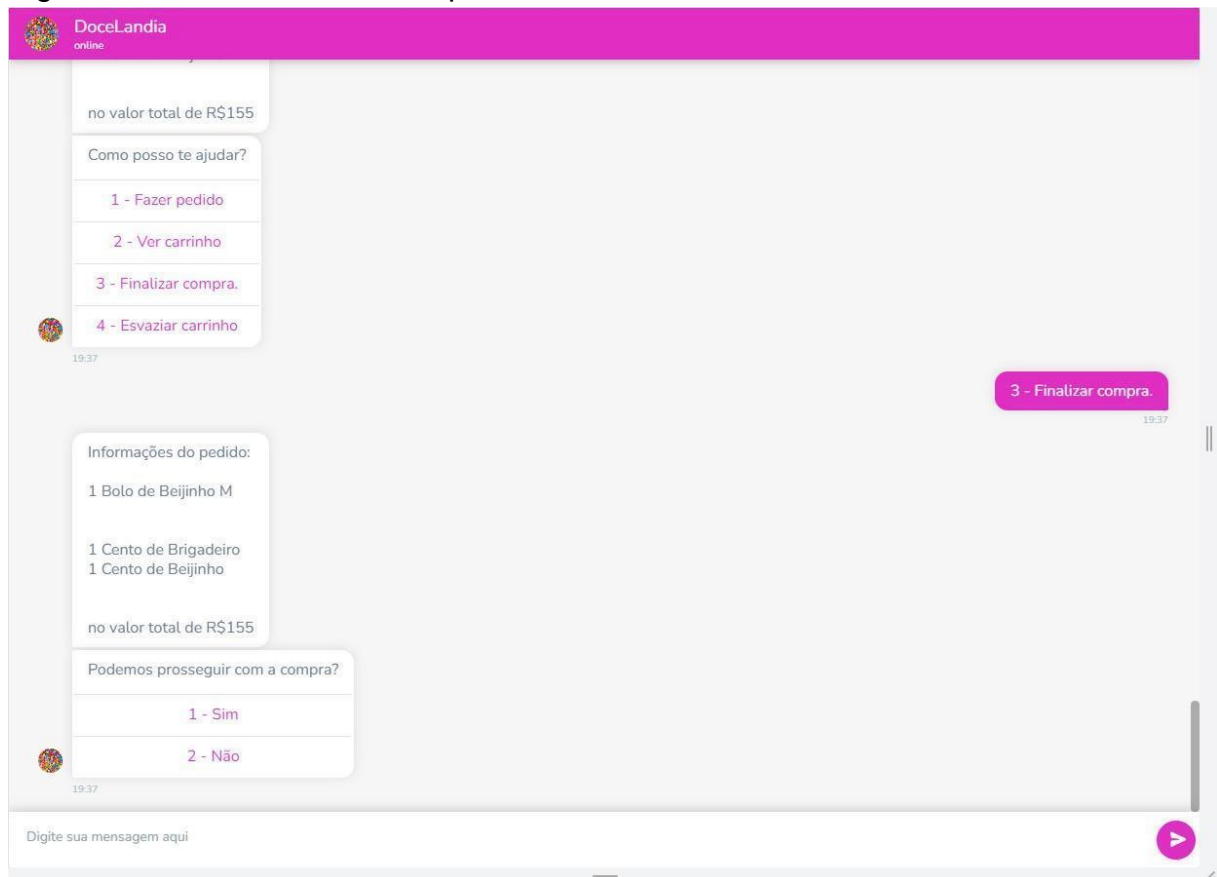 DoceLandia
online
no valor total de R$155
Como posso te ajudar?
1 - Fazer pedido
2 - Ver carrinho
3 - Finalizar compra.
4 - Esvaziar carrinho
19:37
3 - Finalizar compra.
19:37
Informações do pedido:
1 Bolo de Beijinho M
1 Cento de Brigadeiro
1 Cento de Beijinho
no valor total de R$155
Podemos prosseguir com a compra?
1 - Sim
2 - Não
19:37
Digite sua mensagem aqui